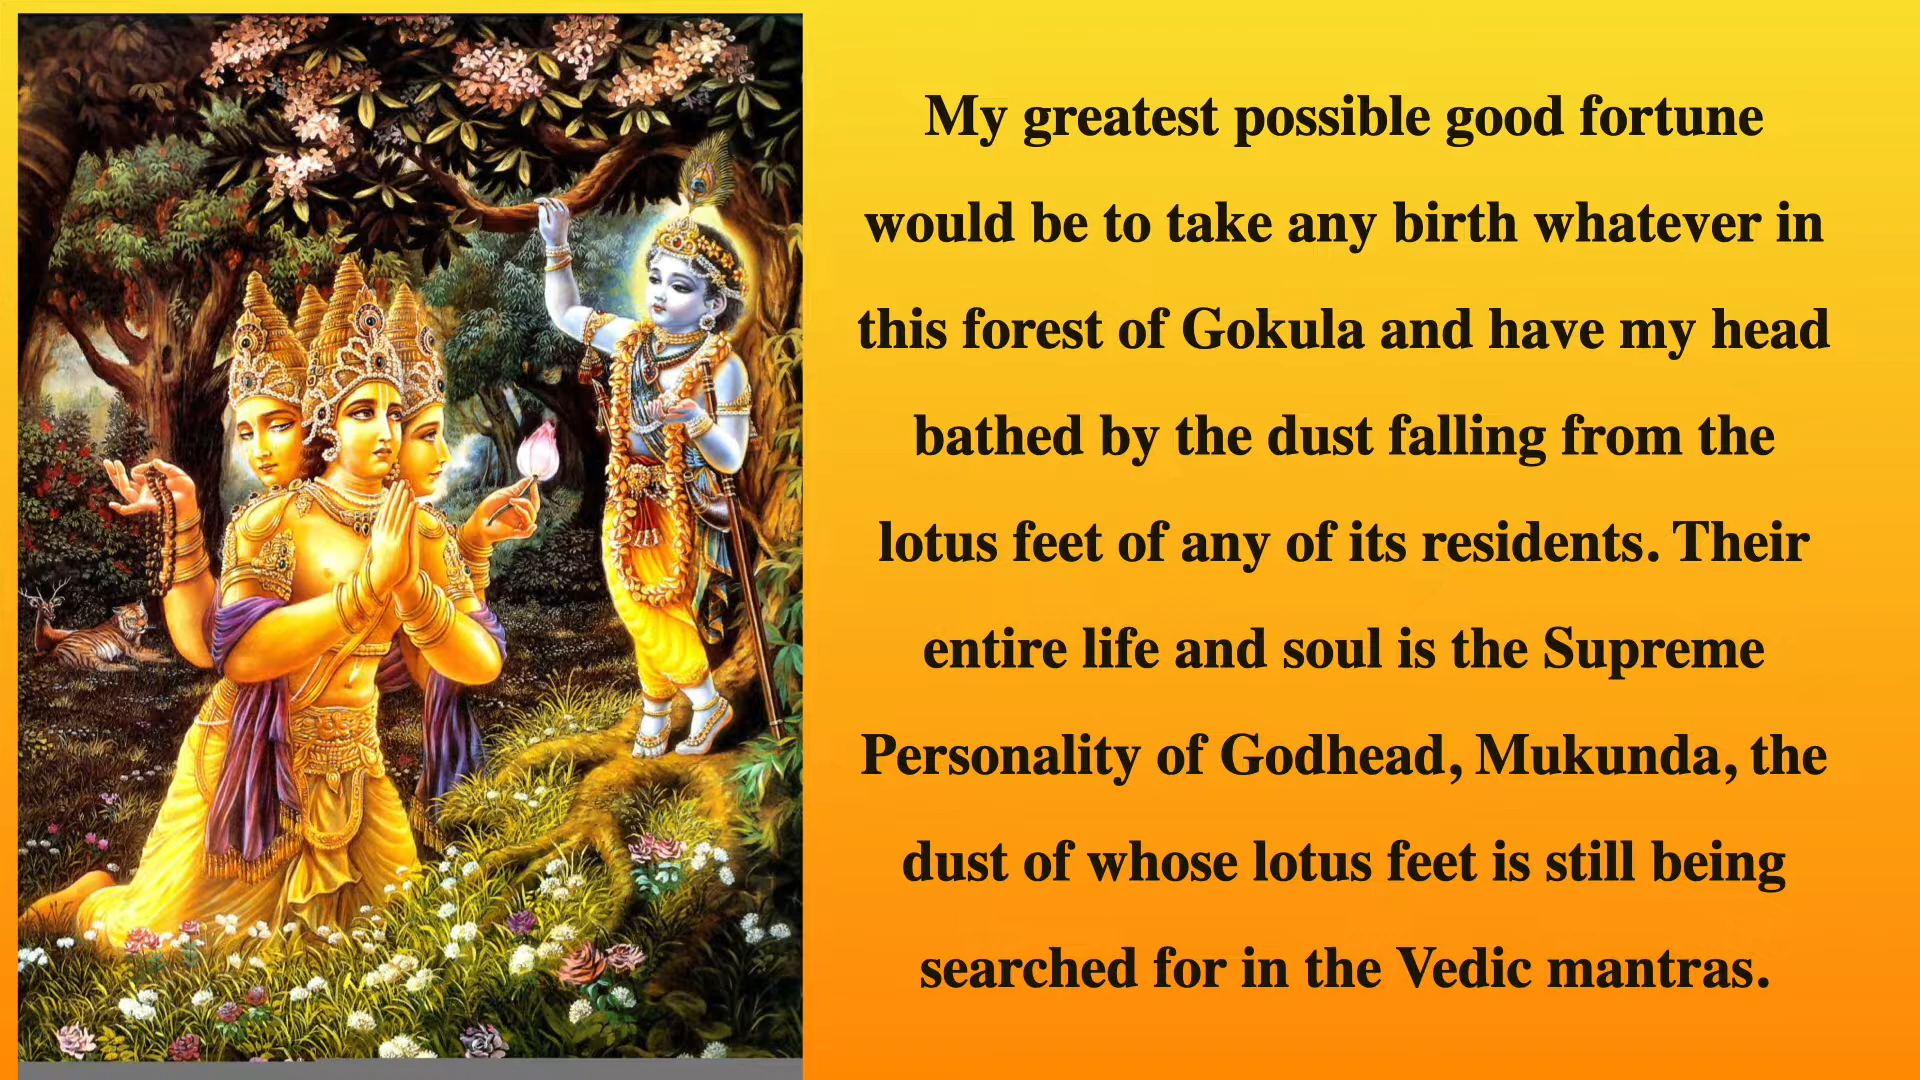 My greatest possible good fortune
would be to take any birth whatever in
this forest of Gokula and have my head
bathed by the dust falling from the
lotus feet of any of its residents. Their
entire life and soul is the Supreme
Personality of Godhead, Mukunda, the
dust of whose lotus feet is still being
searched for in the Vedic mantras.